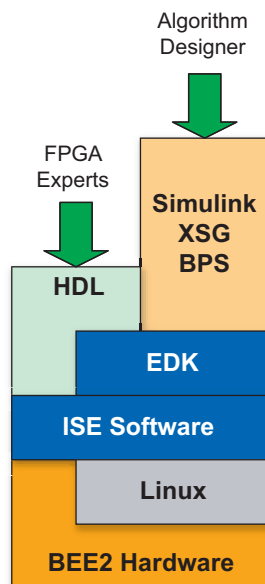 Algorithm
Designer
FPGA
Experts
Simulink
XSG
BPS
HDL
EDK
ISE Software
Linux
BEE2 Hardware